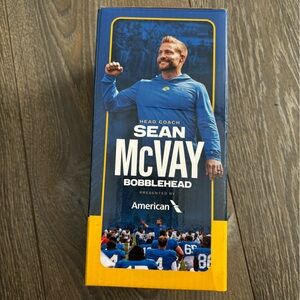 HEAD COACH
SEAN
McVAY
BOBBLEHEAD
PRESENTED BY
American